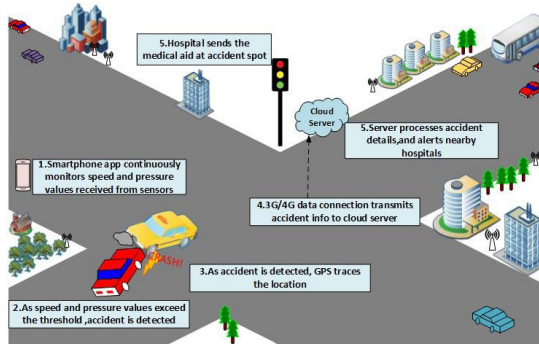 5.Hospital sends the
medical aid at accident spot
Cloud
Server
5.Server processes accident
details,and alerts nearby
hospitals
1.Smartphone app continuously
monitors speed and pressure
values received from sensors
4.3G/4G data connection transmits
accident info to cloud server
CRASH!
3.As accident is detected, GPS traces
the location
2.As speed and pressure values exceed
the threshold ,accident is detected